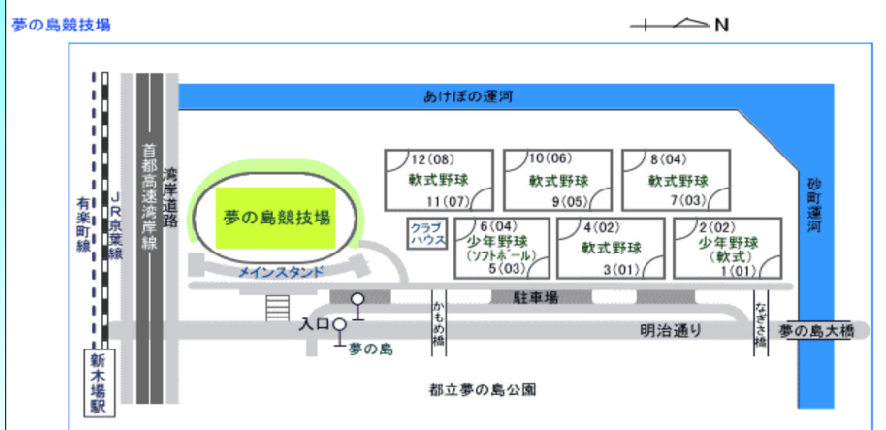 夢の島競技場
N
あけぼの運河
有楽町線
JR京葉線
首都高速湾岸線
湾岸道路
砂町運河
12(08)
軟式野球
11(07)
10(06)
軟式野球
9(05)
8(04)
軟式野球
7(03)
夢の島競技場
メインスタンド
クラブ
ハウス
6(04)
少年野球
(ソフトボール)
5(03)
4(02)
軟式野球
3(01)
2(02)
少年野球
(軟式)
1(01)
駐車場
入口
夢の島
かもめ橋
明治通り
なぎさ橋
夢の島大橋
新木場駅
都立夢の島公園